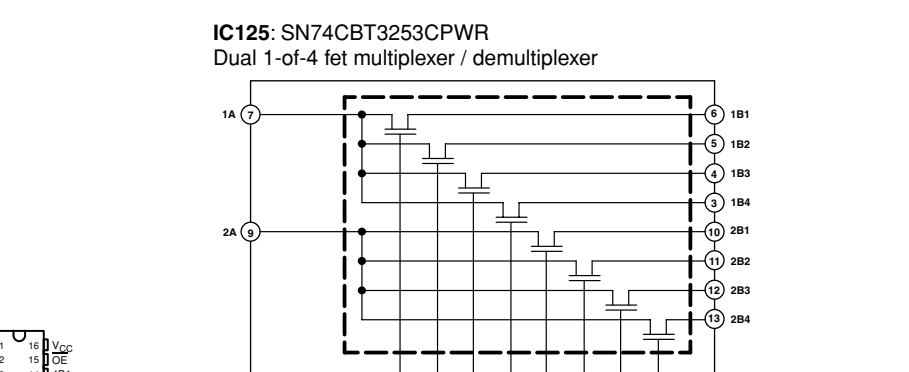 IC125: SN74CBT3253CPWR
Dual 1-of-4 fet multiplexer / demultiplexer
1A 7 6 1B1
5 1B2
4 1B3
3 1B4
2A 9 10 2B1
11 2B2
12 2B3
13 2B4
1 16 VCC
2 15 OE